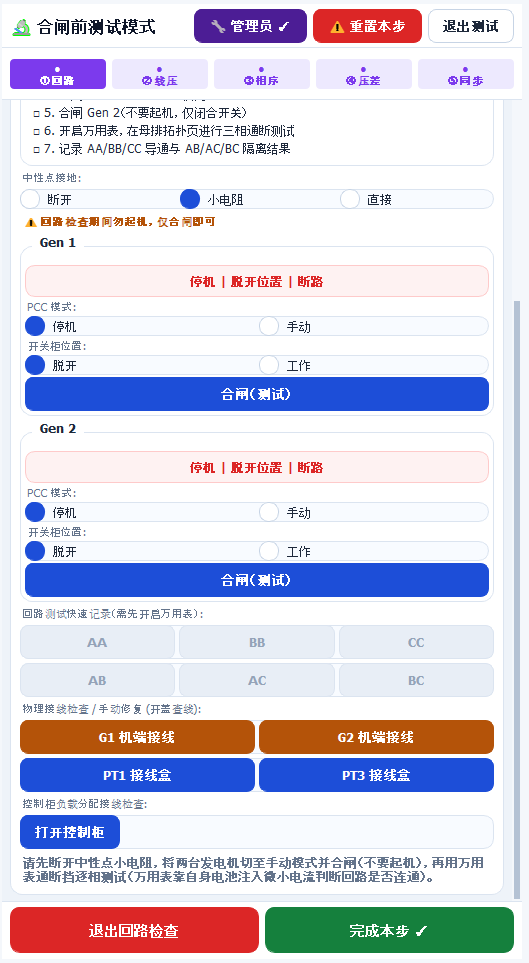 合闸前测试模式
🔧 管理员 ✓
⚠ 重置本步
退出测试
①回路
②线压
③相序
④压差
⑤同步
□ 5. 合闸 Gen 2(不要起机, 仅闭合开关)
□ 6. 开启万用表, 在母排拓扑页进行三相通断测试
□ 7. 记录 AA/BB/CC 导通与 AB/AC/BC 隔离结果
中性点接地:
断开
小电阻
直接
⚠ 回路检查期间勿起机, 仅合闸即可
Gen 1
停机 | 脱开位置 | 断路
PCC 模式:
停机
手动
开关柜位置:
脱开
工作
合闸(测试)
Gen 2
停机 | 脱开位置 | 断路
PCC 模式:
停机
手动
开关柜位置:
脱开
工作
合闸(测试)
回路测试快速记录(需先开启万用表):
AA
BB
CC
AB
AC
BC
物理接线检查 / 手动修复 (开盖查线):
G1 机端接线
G2 机端接线
PT1 接线盒
PT3 接线盒
控制柜负载分配接线检查:
打开控制柜
请先断开中性点小电阻, 将两台发电机切至手动模式并合闸(不要起机), 再用万用
表通断挡逐相测试(万用表靠自身电池注入微小电流判断回路是否连通)。
退出回路检查
完成本步 ✓